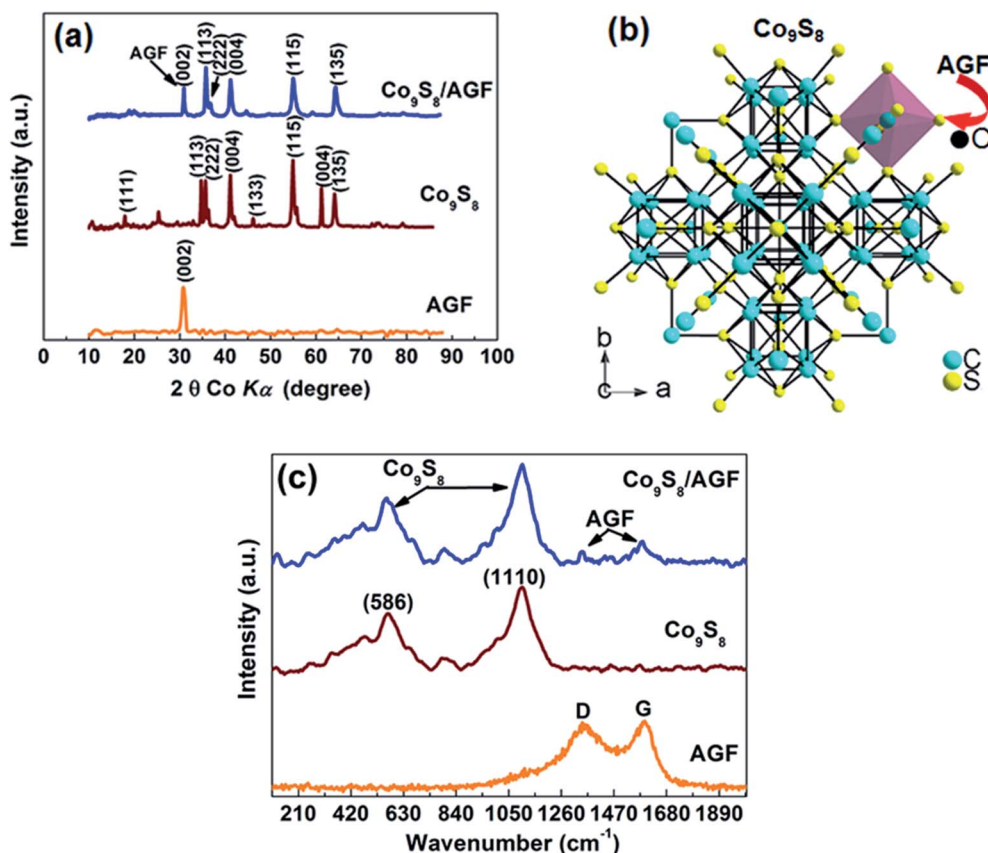 (a)
AGF
(002)
(113)
(222)
(004)
(115)
(135)
Co₉S₈/AGF
(111)
(113)
(222)
(004)
(133)
(115)
(004)
(135)
Co₉S₈
(002)
AGF
Intensity (a.u.)
0 10 20 30 40 50 60 70 80 90 100
2 θ Co Kα (degree)
(b)
Co₉S₈
AGF
C
b
c
a
C
S
(c)
Co₉S₈
Co₉S₈/AGF
AGF
(586)
(1110)
Co₉S₈
D
G
AGF
Intensity (a.u.)
210 420 630 840 1050 1260 1470 1680 1890
Wavenumber (cm⁻¹)